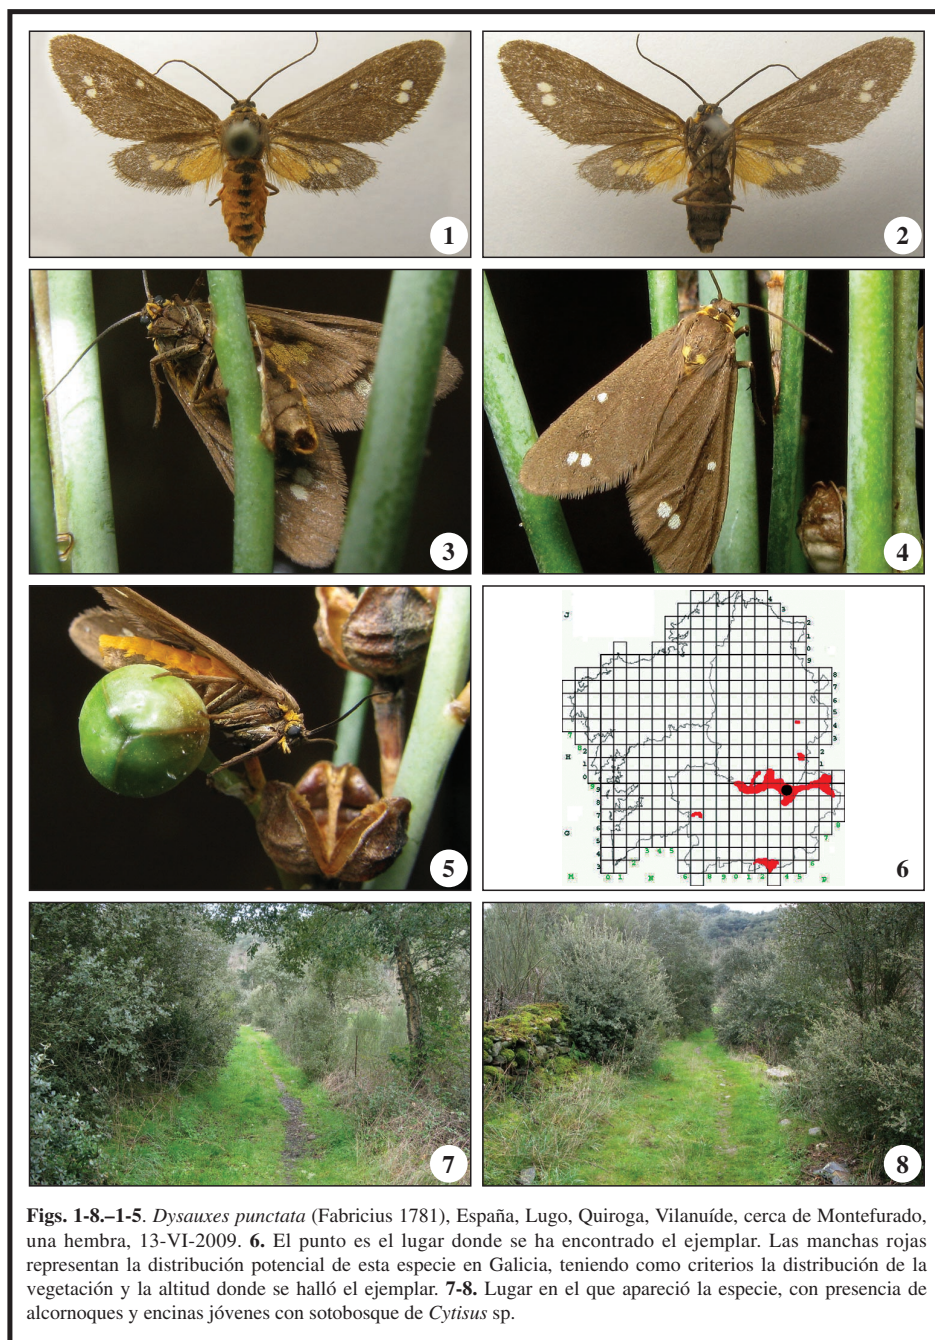 1
2
3
4
5
6
7
8
Figs. 1-8.–1-5. Dysauxes punctata (Fabricius 1781), España, Lugo, Quiroga, Vilanuíde, cerca de Montefurado,
una hembra, 13-VI-2009. 6. El punto es el lugar donde se ha encontrado el ejemplar. Las manchas rojas
representan la distribución potencial de esta especie en Galicia, teniendo como criterios la distribución de la
vegetación y la altitud donde se halló el ejemplar. 7-8. Lugar en el que apareció la especie, con presencia de
alcornoques y encinas jóvenes con sotobosque de Cytisus sp.